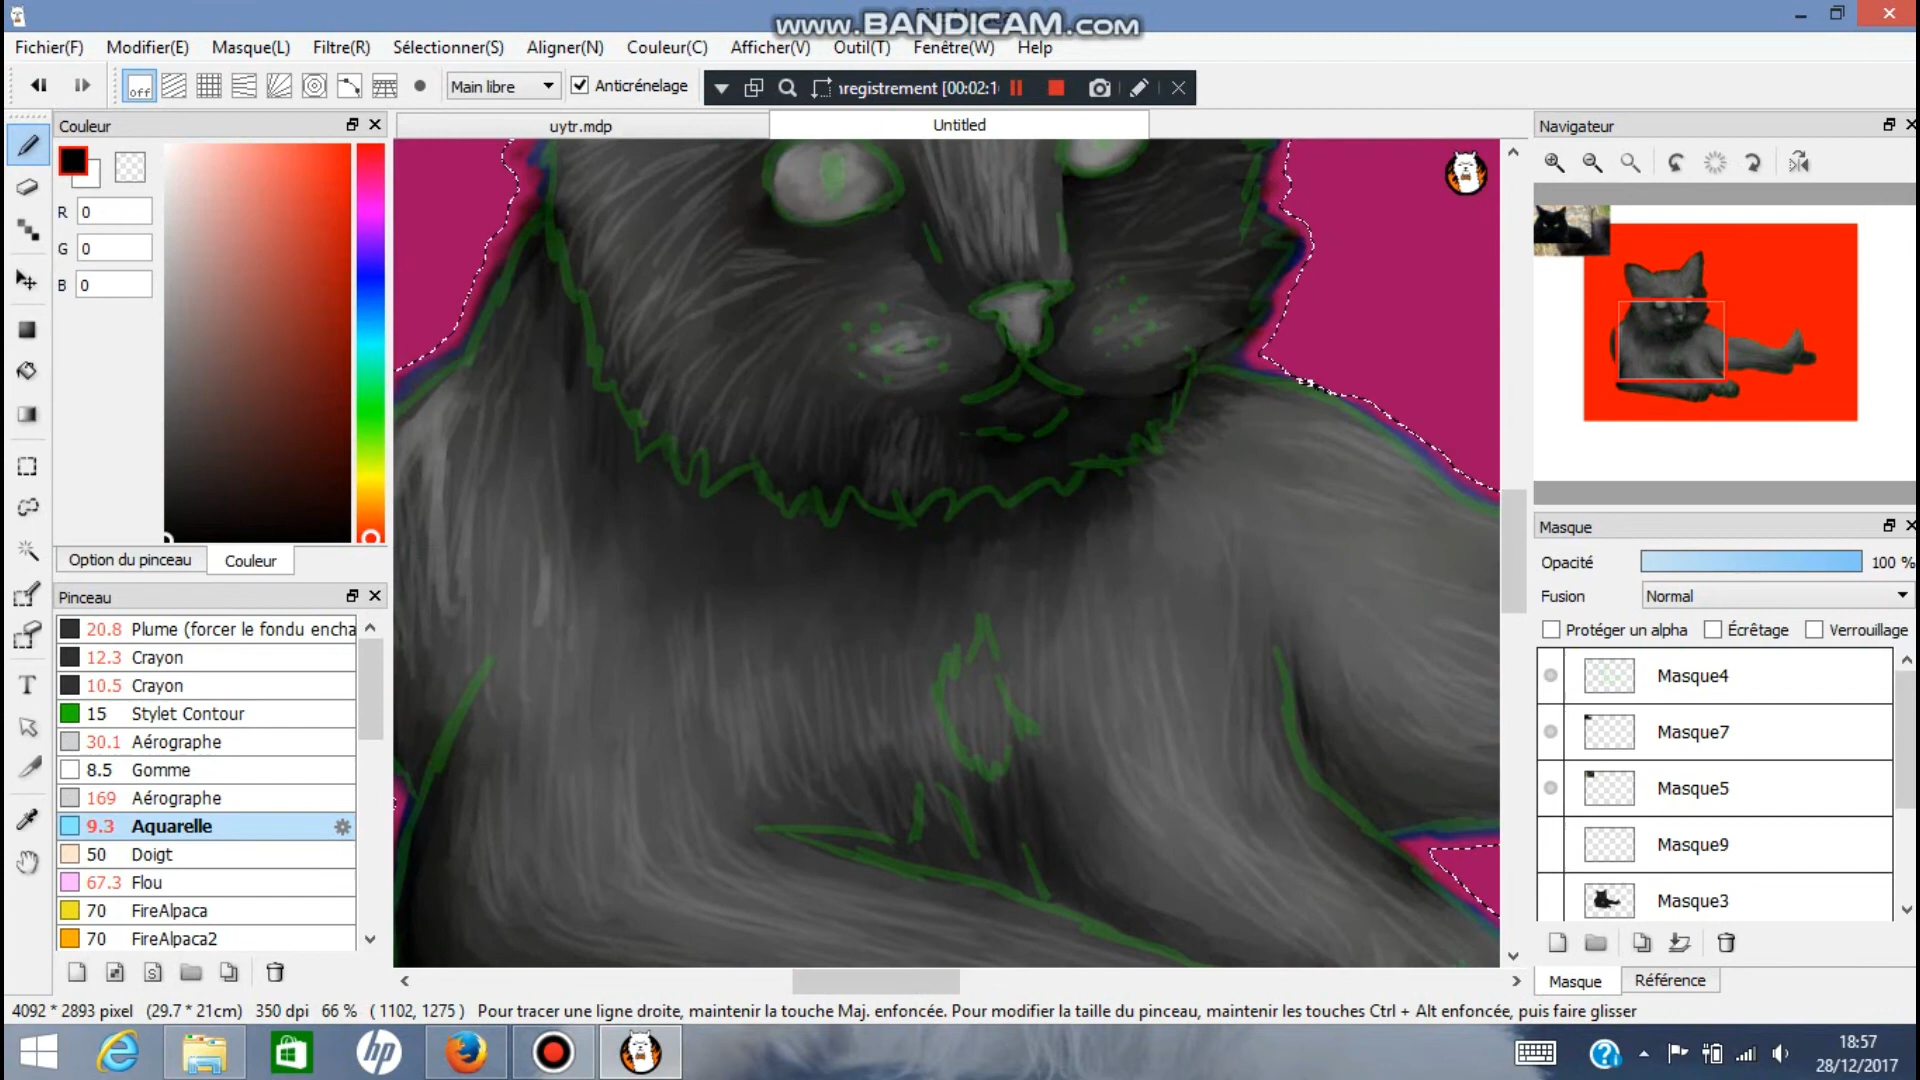 www.BANDICAM.com
Fichier(F) Modifier(E) Masque(L) Filtre(R) Sélectionner(S) Aligner(N) Couleur(C) Afficher(V) Outil(T) Fenêtre(W) Help
off Main libre Anticrénelage registrement [00:02:1
Couleur
uytr.mdp Untitled
Navigateur
R 0
G 0
B 0
Option du pinceau Couleur
Pinceau
20.8 Plume (forcer le fondu encha
12.3 Crayon
10.5 Crayon
15 Stylet Contour
30.1 Aérographe
8.5 Gomme
169 Aérographe
9.3 Aquarelle
50 Doigt
67.3 Flou
70 FireAlpaca
70 FireAlpaca2
Masque
Opacité 100 %
Fusion Normal
Protéger un alpha Écrêtage Verrouillage
Masque4
Masque7
Masque5
Masque9
Masque3
Masque Référence
4092 * 2893 pixel (29.7 * 21cm) 350 dpi 66 % ( 1102, 1275 ) Pour tracer une ligne droite, maintenir la touche Maj. enfoncée. Pour modifier la taille du pinceau, maintenir les touches Ctrl + Alt enfoncée, puis faire glisser
18:57
28/12/2017